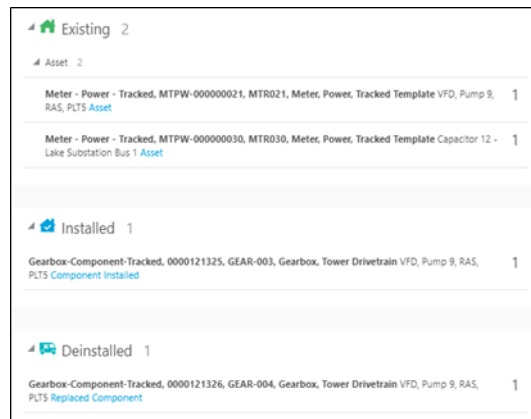 Existing 2
Asset 2
Meter - Power - Tracked, MTPW-000000021, MTR021, Meter, Power, Tracked Template VFD, Pump 9, 1
RAS, PLT5 Asset
Meter - Power - Tracked, MTPW-000000030, MTR030, Meter, Power, Tracked Template Capacitor 12 - 1
Lake Substation Bus 1 Asset
Installed 1
Gearbox-Component-Tracked, 0000121325, GEAR-003, Gearbox, Tower Drivetrain VFD, Pump 9, RAS, 1
PLT5 Component Installed
Deinstalled 1
Gearbox-Component-Tracked, 0000121326, GEAR-004, Gearbox, Tower Drivetrain VFD, Pump 9, RAS, 1
PLT5 Replaced Component